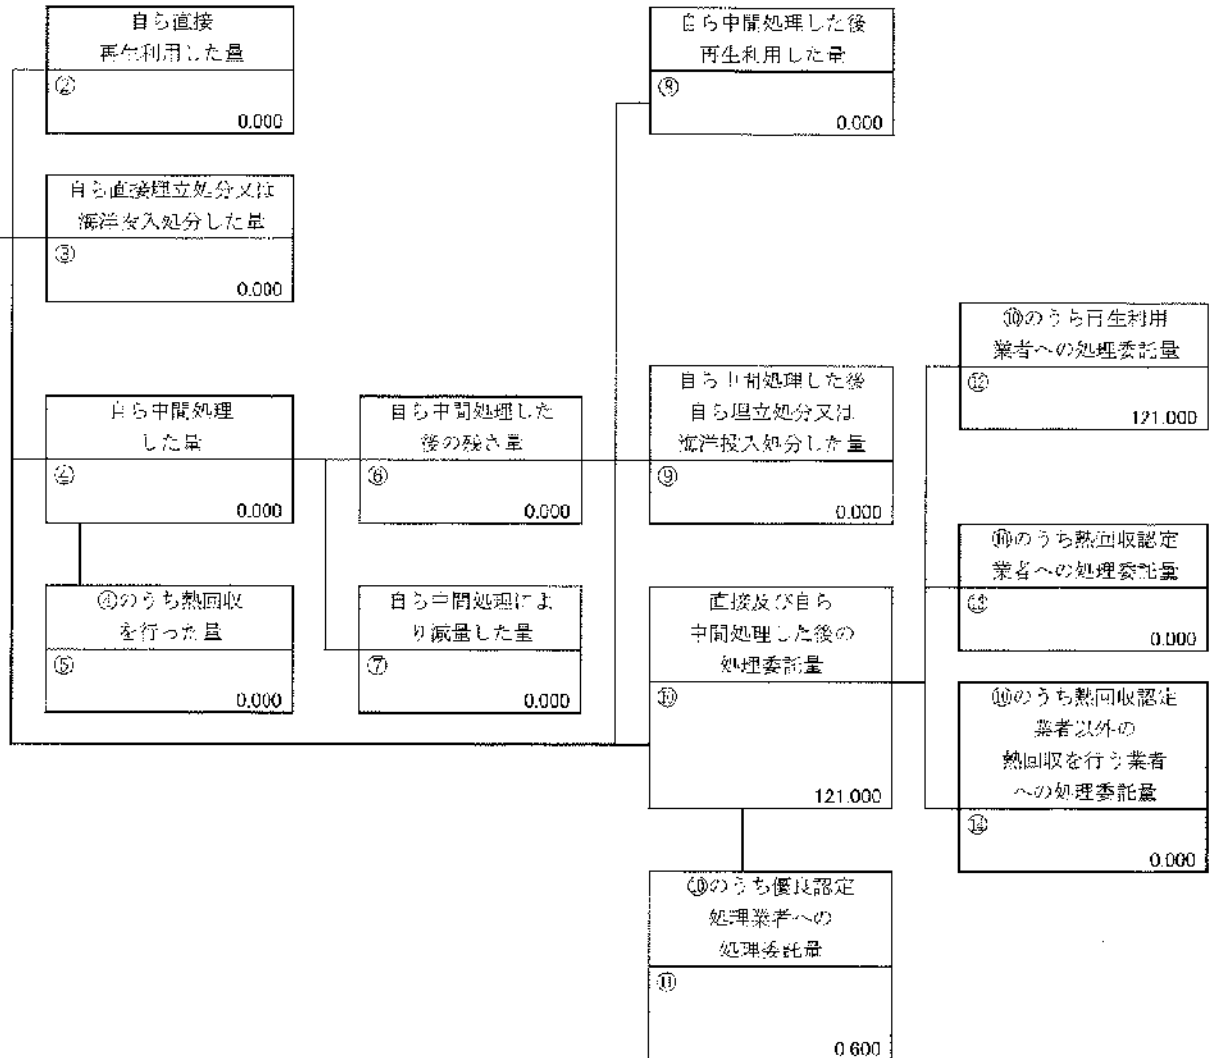 自ら直接
再生利用した量
②
0.000
自ら中間処理した後
再生利用した量
⑧
0.000
自ら直接埋立処分又は
海洋投入処分した量
③
0.000
⑩のうち再生利用
業者への処理委託量
⑫
121.000
自ら中間処理
した量
④
0.000
自ら中間処理した
後の残さ量
⑥
0.000
自ら中間処理した後
自ら埋立処分又は
海洋投入処分した量
⑨
0.000
⑩のうち熱回収認定
業者への処理委託量
⑬
0.000
④のうち熱回収
を行った量
⑤
0.000
自ら中間処理によ
り減量した量
⑦
0.000
直接及び自ら
中間処理した後の
処理委託量
⑩
121.000
⑩のうち熱回収認定
業者以外の
熱回収を行う業者
への処理委託量
⑭
0.000
⑩のうち優良認定
処理業者への
処理委託量
⑪
0.600